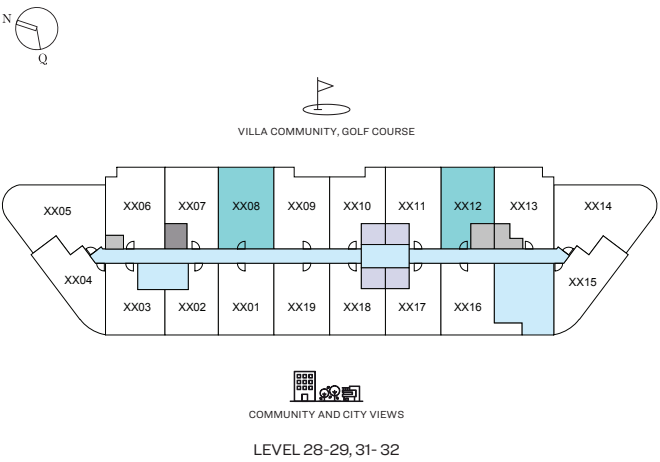 N
Q
VILLA COMMUNITY, GOLF COURSE
XX05
XX06
XX07
XX08
XX09
XX10
XX11
XX12
XX13
XX14
XX04
XX03
XX02
XX01
XX19
XX18
XX17
XX16
XX15
COMMUNITY AND CITY VIEWS
LEVEL 28-29, 31- 32